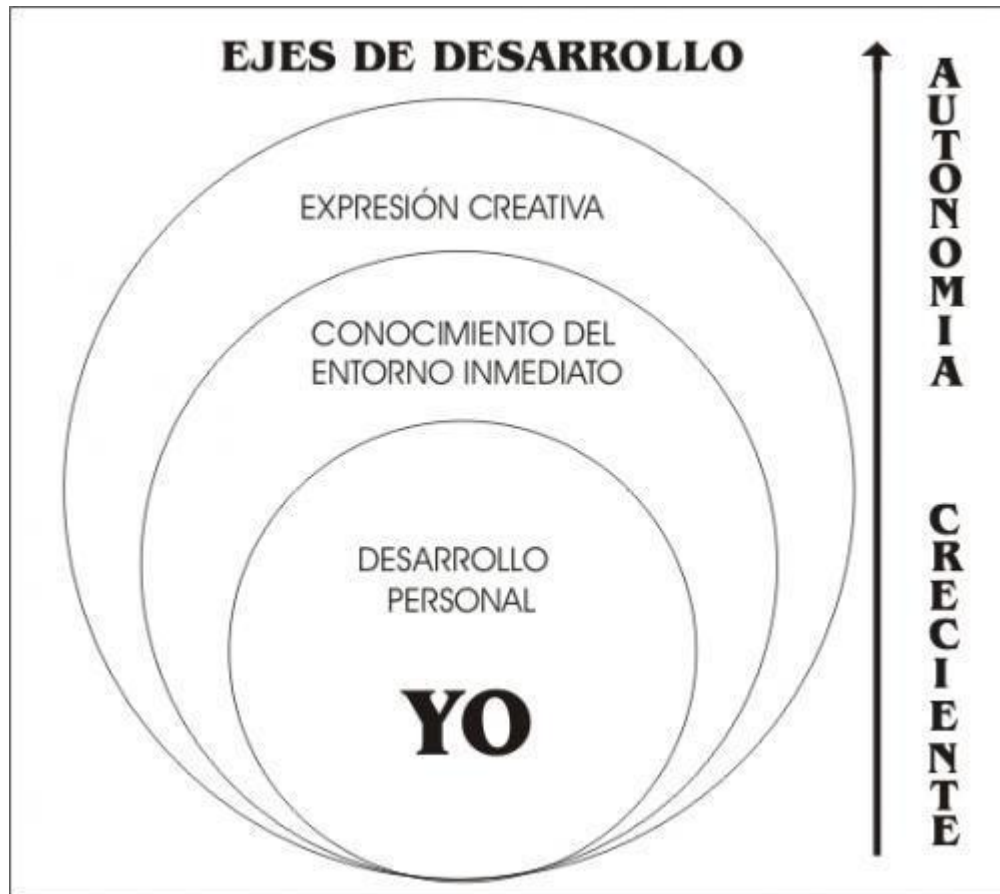 EJES DE DESARROLLO
EXPRESIÓN CREATIVA
CONOCIMIENTO DEL
ENTORNO INMEDIATO
DESARROLLO
PERSONAL
YO
AUTONOMIA
CRECIENTE